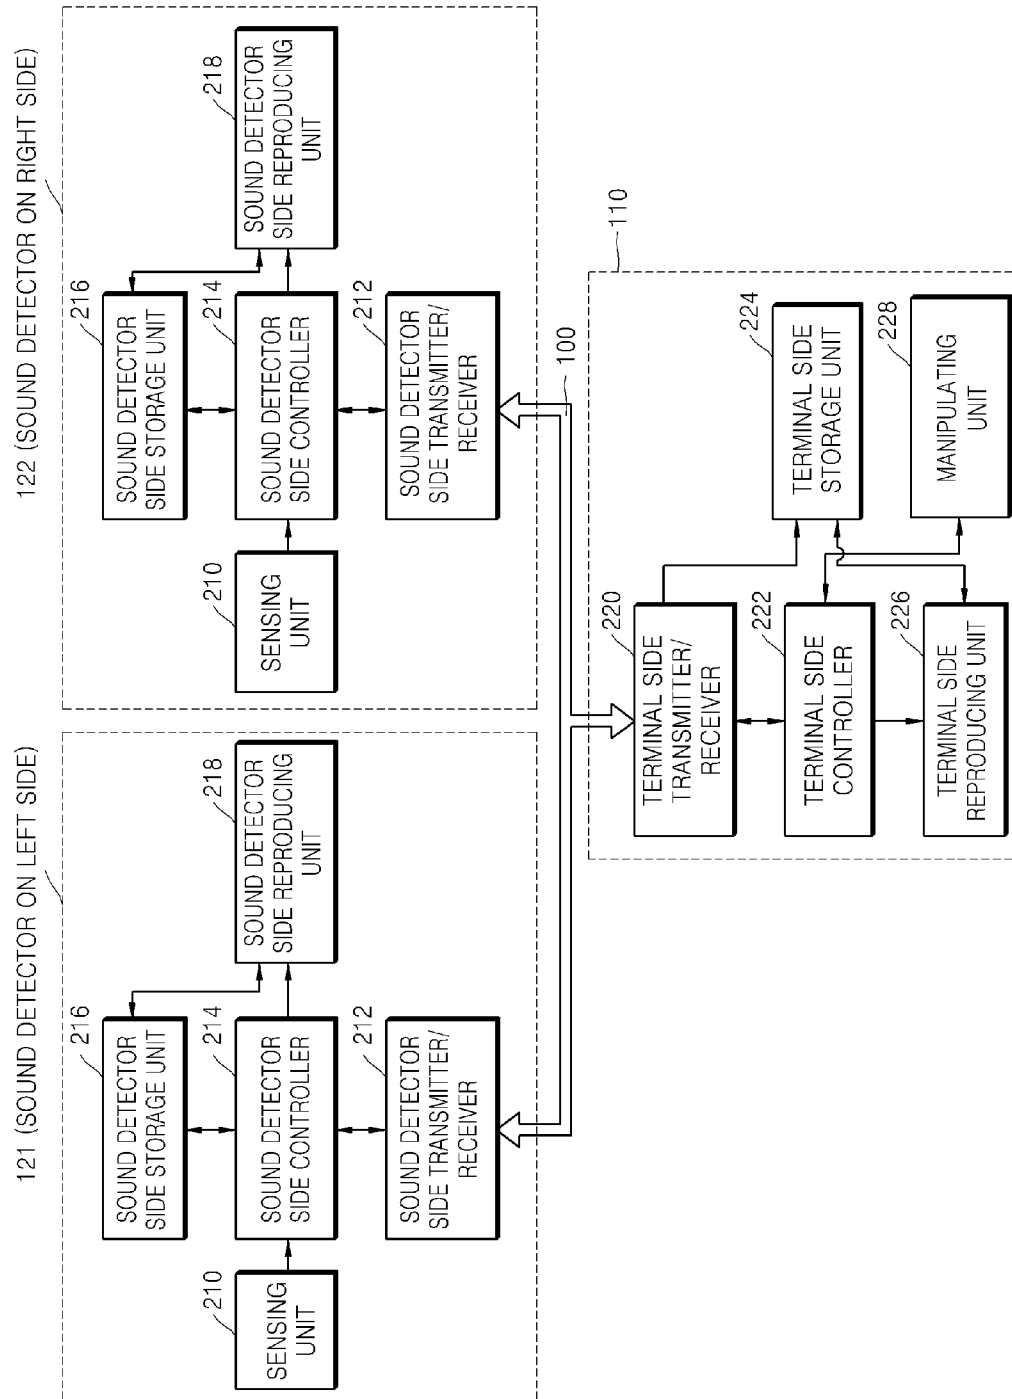 121 (SOUND DETECTOR ON LEFT SIDE)
216
SOUND DETECTOR
SIDE STORAGE UNIT
210
SENSING
UNIT
214
SOUND DETECTOR
SIDE CONTROLLER
218
SOUND DETECTOR
SIDE REPRODUCING
UNIT
212
SOUND DETECTOR
SIDE TRANSMITTER/
RECEIVER
122 (SOUND DETECTOR ON RIGHT SIDE)
216
SOUND DETECTOR
SIDE STORAGE UNIT
210
SENSING
UNIT
214
SOUND DETECTOR
SIDE CONTROLLER
218
SOUND DETECTOR
SIDE REPRODUCING
UNIT
212
SOUND DETECTOR
SIDE TRANSMITTER/
RECEIVER
100
110
220
TERMINAL SIDE
TRANSMITTER/
RECEIVER
222
TERMINAL SIDE
CONTROLLER
224
TERMINAL SIDE
STORAGE UNIT
226
TERMINAL SIDE
REPRODUCING UNIT
228
MANIPULATING
UNIT